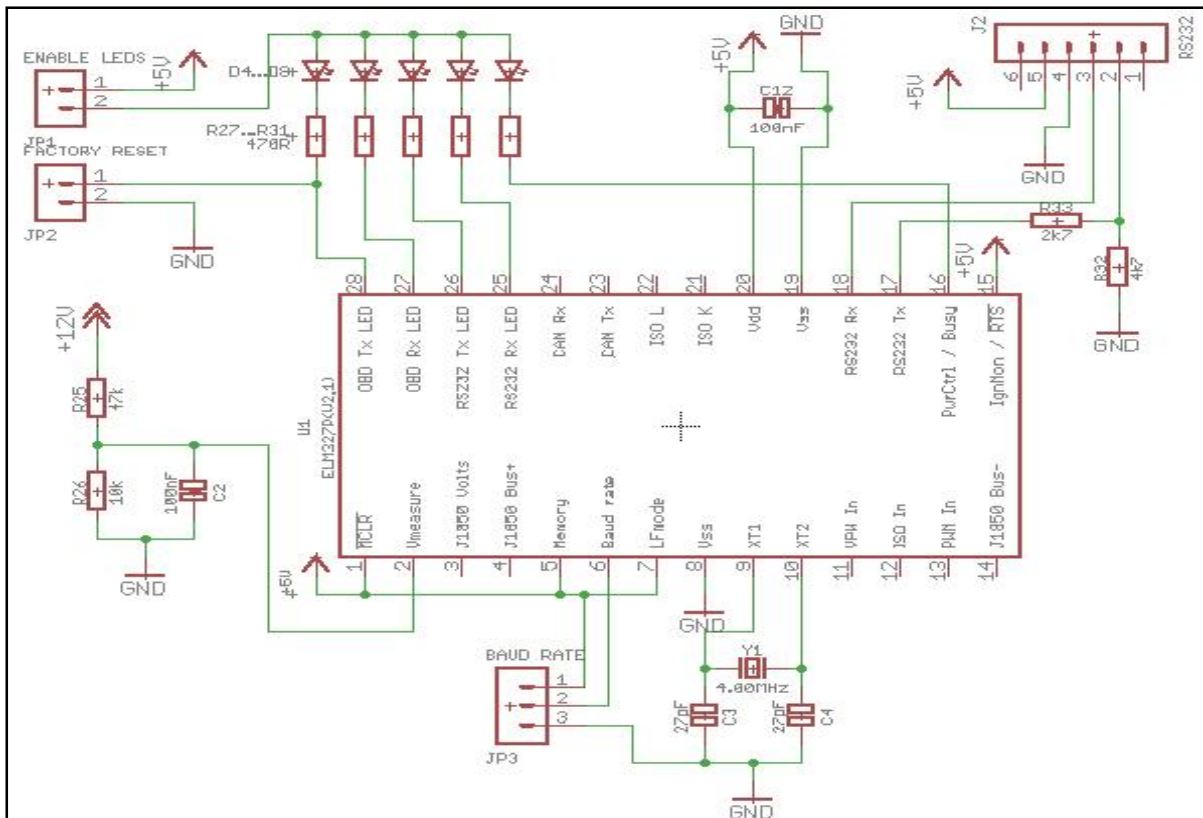 ENABLE LEDS
1
2
JP1
+5V
FACTORY RESET
1
2
JP2
GND
D4...D8
R27...R31
470R
+5V
GND
C12
100nF
J2
RS232
6
5
4
3
2
1
+5V
GND
R33
2k7
R32
4k7
GND
+5V
+12V
R25
47k
R26
10k
100nF
C2
GND
28
27
26
25
24
23
22
21
20
19
18
17
16
15
OBD Tx LED
OBD Rx LED
RS232 Tx LED
RS232 Rx LED
CAN Rx
CAN Tx
ISO L
ISO K
Vdd
Vss
RS232 Rx
RS232 Tx
PwrCtrl / Busy
IgnMon / RTS
U1
ELM327P(V2.1)
MCLR
Vmeasure
J1850 Volts
J1850 Bus+
Memory
Baud rate
LFmode
Vss
XT1
XT2
VPW In
ISO In
PWM In
J1850 Bus-
1
2
3
4
5
6
7
8
9
10
11
12
13
14
+5V
GND
BAUD RATE
1
2
3
JP3
Y1
4.00MHz
27pF
C3
27pF
C4
GND